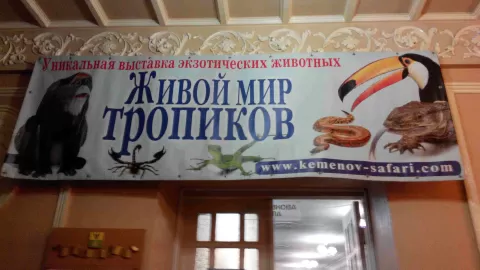 Уникальная выставка экзотических животных
Живой мир
тропиков
www.kemenov-safari.com